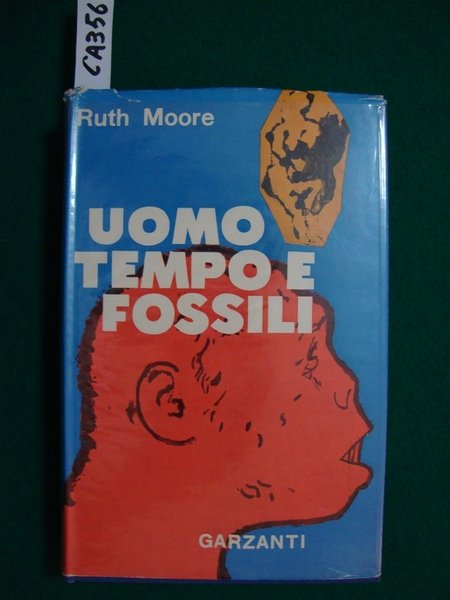 CA356
Ruth Moore
UOMO
TEMPO E
FOSSILI
GARZANTI